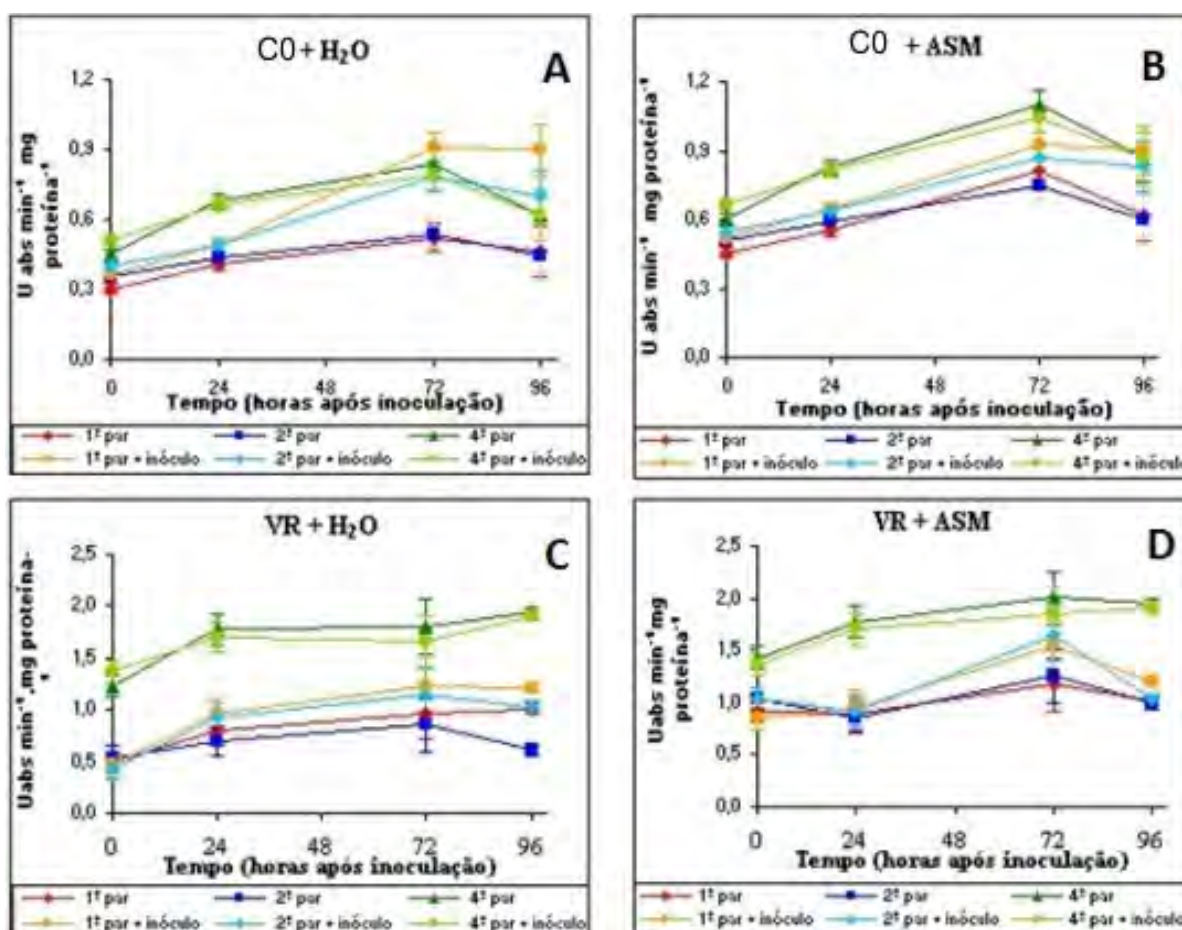 C0 + H₂O
A
U abs min⁻¹ mg
proteína⁻¹
1,2
0,9
0,6
0,3
0,0
0 24 48 72 96
Tempo (horas após inoculação)
1º par 2º par 4º par
1º par + inóculo 2º par + inóculo 4º par + inóculo
C0 + ASM
B
U abs min⁻¹ mg proteína⁻¹
1,2
0,9
0,6
0,3
0,0
0 24 48 72 96
Tempo (horas após inoculação)
1º par 2º par 4º par
1º par + inóculo 2º par + inóculo 4º par + inóculo
VR + H₂O
C
Uabs min⁻¹.mg proteína-
¹
2,5
2,0
1,5
1,0
0,5
0,0
0 24 48 72 96
Tempo (horas após inoculação)
1º par 2º par 4º par
1º par + inóculo 2º par + inóculo 4º par + inóculo
VR + ASM
D
Uabs min⁻¹mg
proteína⁻¹
2,5
2,0
1,5
1,0
0,5
0,0
0 24 48 72 96
Tempo (horas após inoculação)
1º par 2º par 4º par
1º par + inóculo 2º par + inóculo 4º par + inóculo